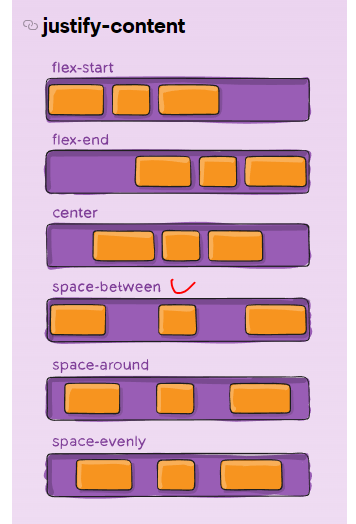 justify-content
flex-start
flex-end
center
space-between
space-around
space-evenly